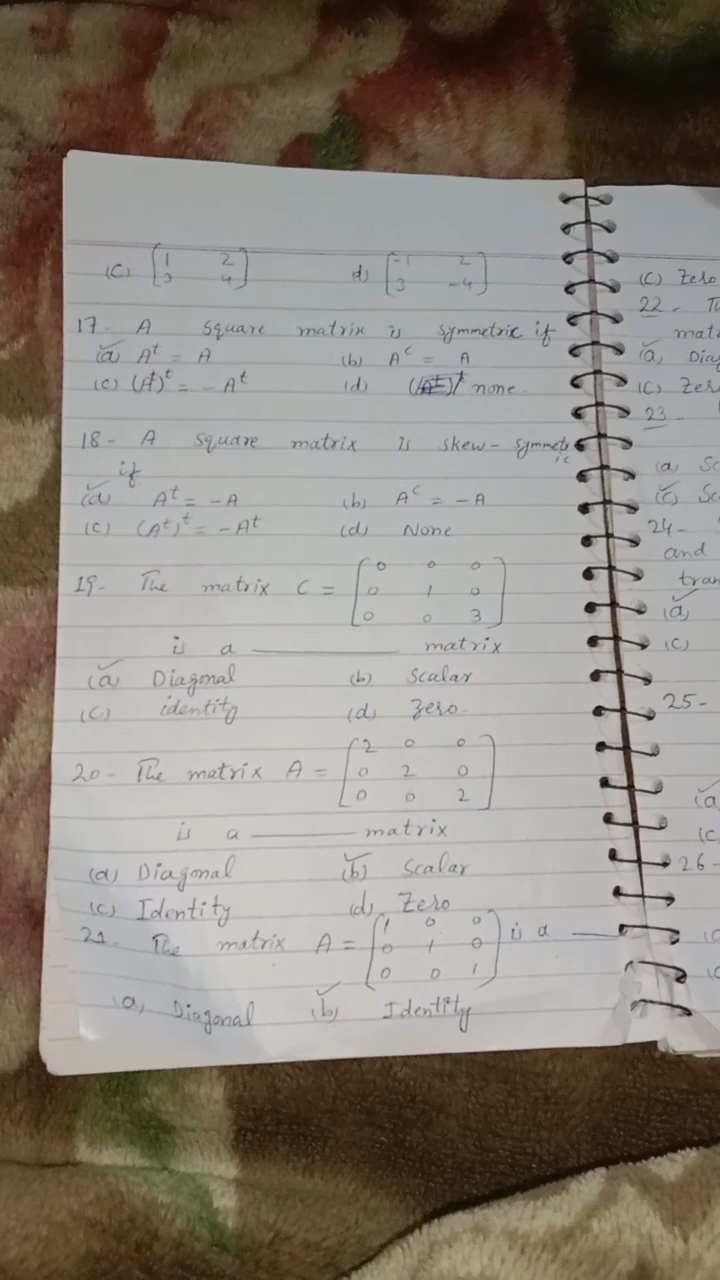 (C) [1 2
3 4] d) [-1 2
3 -4]
17- A square matrix is symmetric if
(a) A^t = A (b) A^c = A
(c) (A^t)^t = -A^t (d) none.
18- A square matrix is skew-symmetric
if
(a) A^t = -A (b) A^c = -A
(c) (A^t)^t = -A^t (d) None
19- The matrix C = [0 0 0
0 1 0
0 0 3]
is a ______ matrix
(a) Diagonal (b) Scalar
(c) identity (d) Zero.
20- The matrix A = [2 0 0
0 2 0
0 0 2]
is a ______ matrix
(a) Diagonal (b) Scalar
(c) Identity (d) Zero
21. The matrix A = [1 0 0
0 1 0
0 0 1] is a ___
(a) Diagonal (b) Identity
(C) Zero
22-
(a)
(C)
23-
(a)
(c)
24-
and
(a)
(C)
25-
(a)
(c
26-